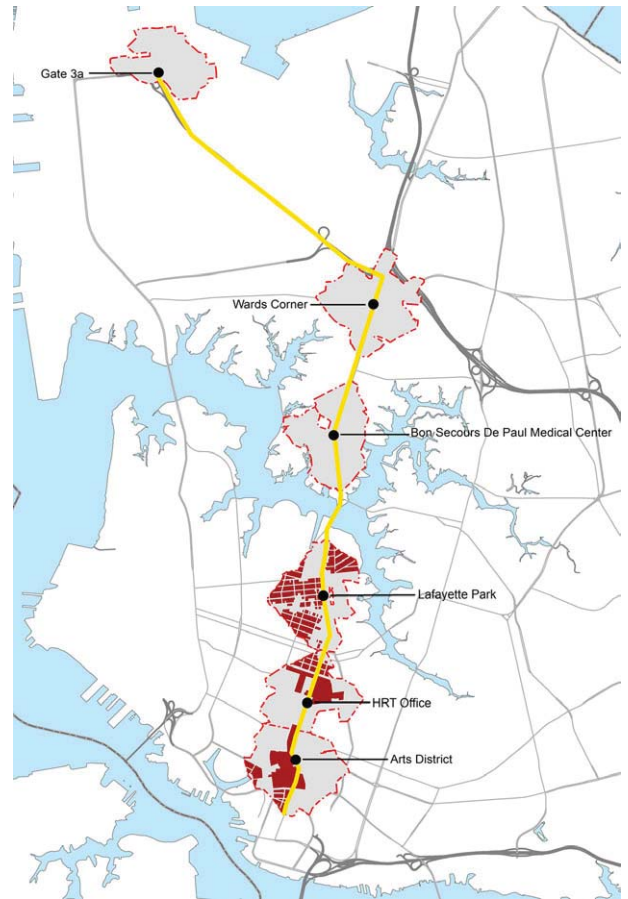 Gate 3a
Wards Corner
Bon Secours De Paul Medical Center
Lafayette Park
HRT Office
Arts District